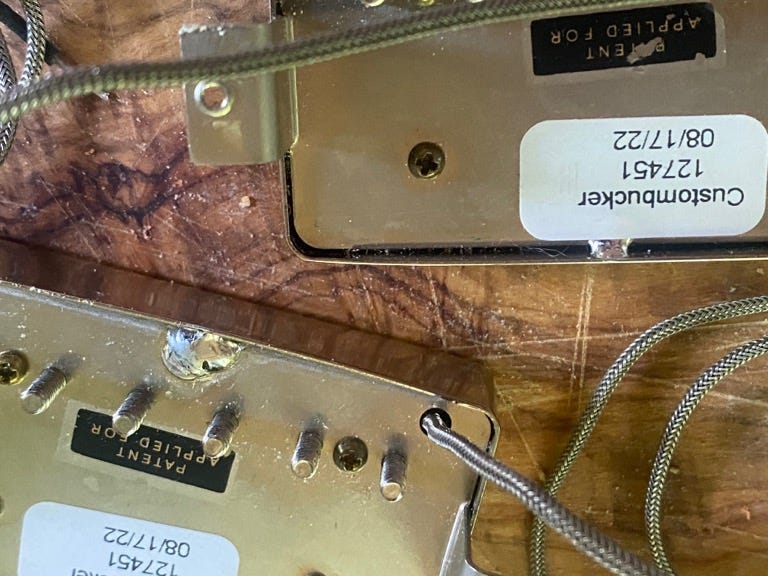 PATENT
APPLIED FOR
Custombucker
127451
08/17/22
PATENT
APPLIED FOR
127451
08/17/22